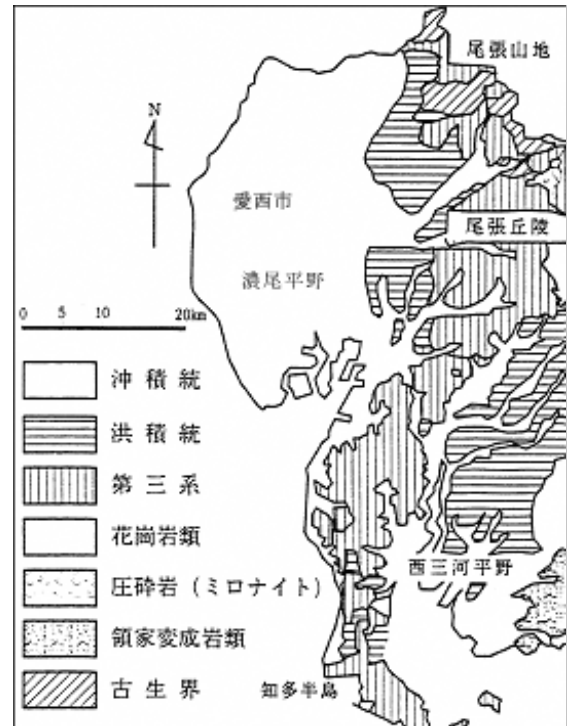 尾張山地
N
愛西市
尾張丘陵
濃尾平野
0 5 10 20km
沖積統
洪積統
第三系
花崗岩類
西三河平野
圧砕岩（ミロナイト）
領家変成岩類
古生界
知多半島